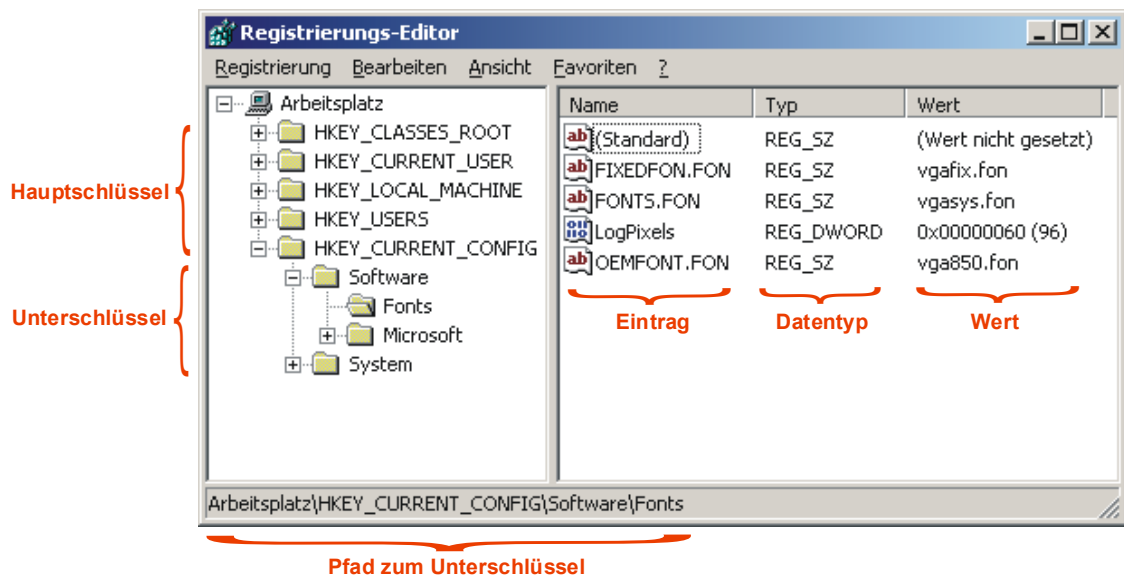 Registrierungs-Editor
Registrierung Bearbeiten Ansicht Favoriten ?
Arbeitsplatz
HKEY_CLASSES_ROOT
HKEY_CURRENT_USER
HKEY_LOCAL_MACHINE
HKEY_USERS
HKEY_CURRENT_CONFIG
Software
Fonts
Microsoft
System
Hauptschlüssel
Unterschlüssel
Name Typ Wert
(Standard) REG_SZ (Wert nicht gesetzt)
FIXEDFON.FON REG_SZ vgafix.fon
FONTS.FON REG_SZ vgasys.fon
LogPixels REG_DWORD 0x00000060 (96)
OEMFONT.FON REG_SZ vga850.fon
Eintrag Datentyp Wert
Arbeitsplatz\HKEY_CURRENT_CONFIG\Software\Fonts
Pfad zum Unterschlüssel